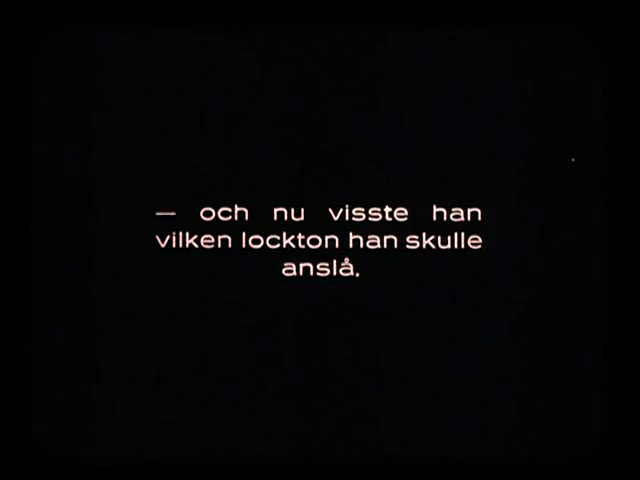 — och nu visste han
vilken lockton han skulle
anslå.